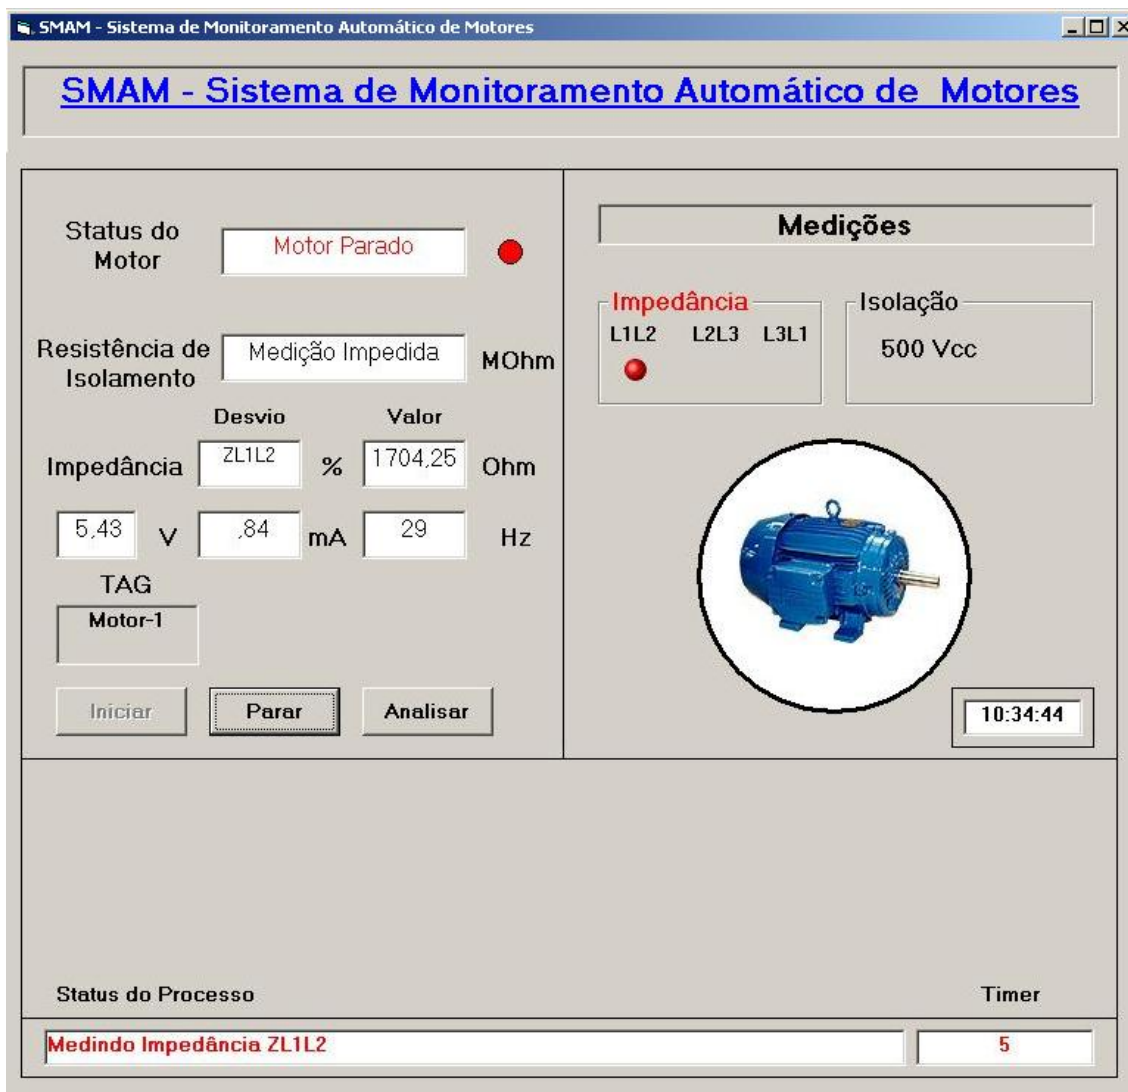 SMAM - Sistema de Monitoramento Automático de Motores
SMAM - Sistema de Monitoramento Automático de Motores
Status do
Motor
Motor Parado
Resistência de
Isolamento
Medição Impedida
MOhm
Desvio
Valor
Impedância
ZL1L2
%
1704,25
Ohm
5,43
V
,84
mA
29
Hz
TAG
Motor-1
Iniciar
Parar
Analisar
Medições
Impedância
L1L2
L2L3
L3L1
Isolação
500 Vcc
10:34:44
Status do Processo
Timer
Medindo Impedância ZL1L2
5